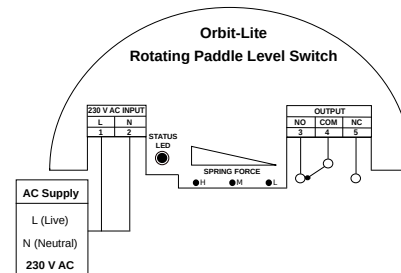 Orbit-Lite
Rotating Paddle Level Switch
230 V AC INPUT
L N
1 2
STATUS
LED
SPRING FORCE
H M L
OUTPUT
NO COM NC
3 4 5
AC Supply
L (Live)
N (Neutral)
230 V AC